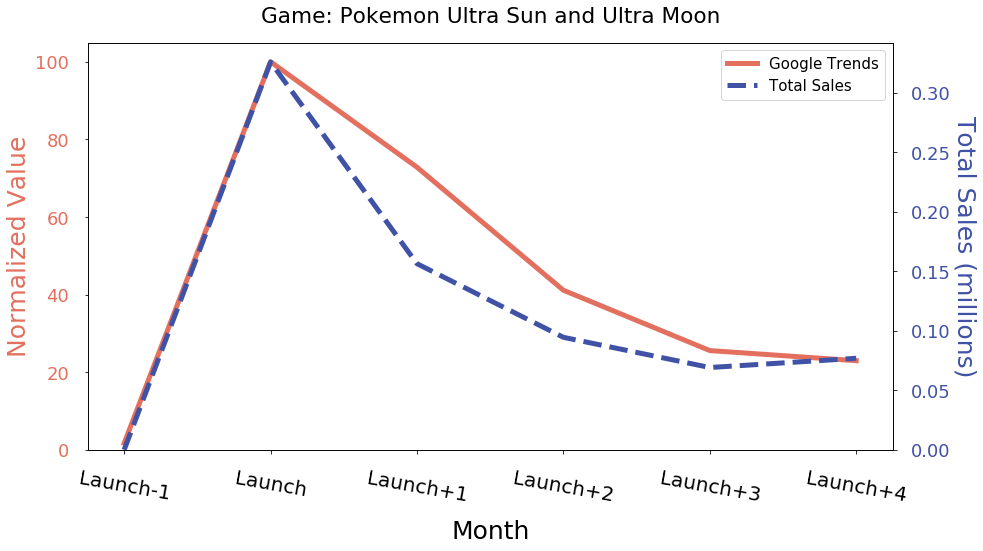 Game: Pokemon Ultra Sun and Ultra Moon
Google Trends
Total Sales
Normalized Value
100
80
60
40
20
0
Total Sales (millions)
0.30
0.25
0.20
0.15
0.10
0.05
0.00
Launch-1 Launch Launch+1 Launch+2 Launch+3 Launch+4
Month